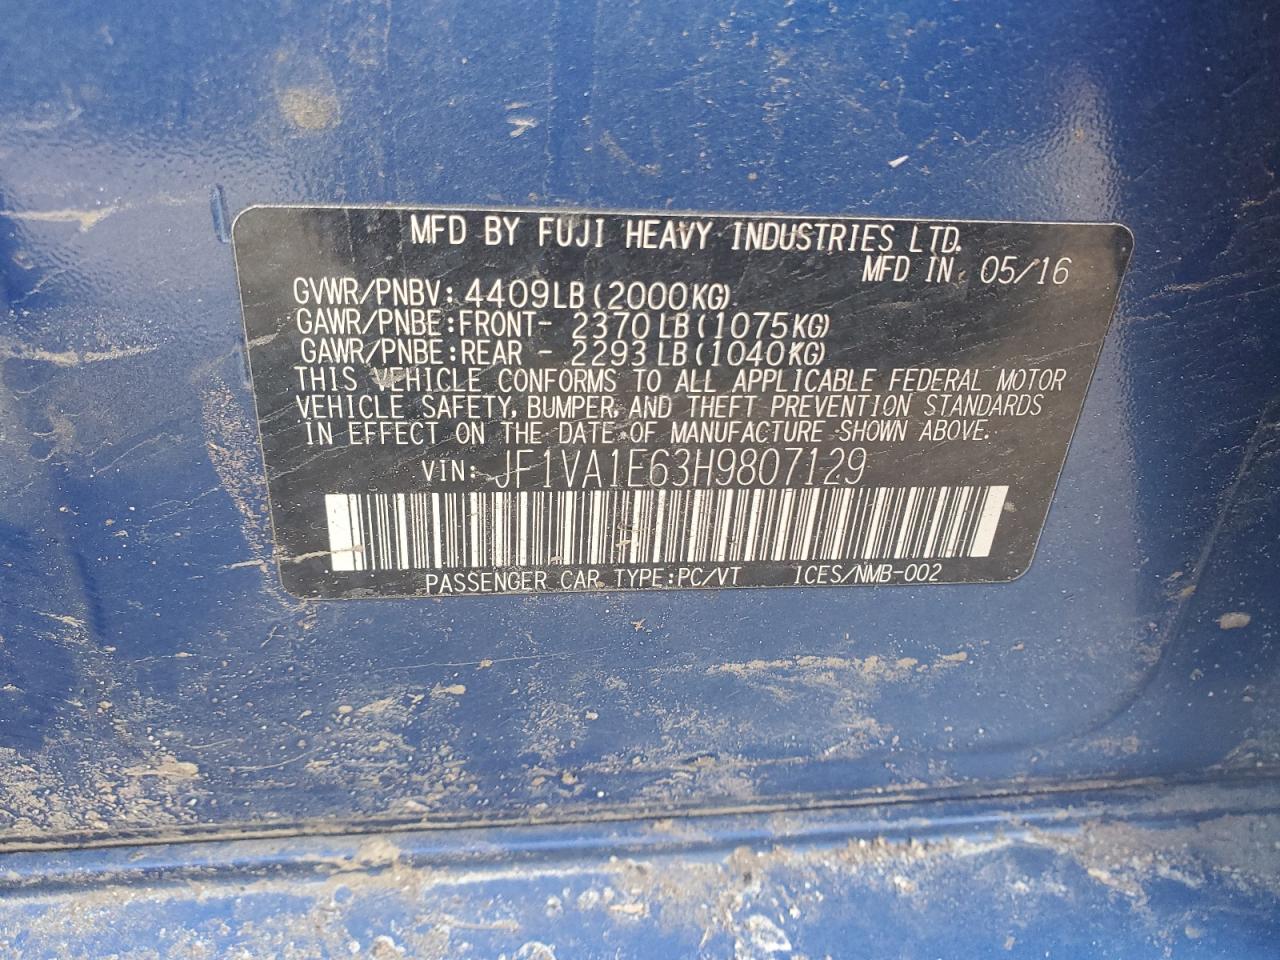 MFD BY FUJI HEAVY INDUSTRIES LTD.
MFD IN 05/16
GVWR/PNBV: 4409LB(2000KG)
GAWR/PNBE:FRONT- 2370LB(1075KG)
GAWR/PNBE:REAR - 2293LB(1040KG)
THIS VEHICLE CONFORMS TO ALL APPLICABLE FEDERAL MOTOR
VEHICLE SAFETY, BUMPER, AND THEFT PREVENTION STANDARDS
IN EFFECT ON THE DATE OF MANUFACTURE SHOWN ABOVE.
VIN: JF1VA1E63H9807129
PASSENGER CAR TYPE:PC/VT ICES/NMB-002